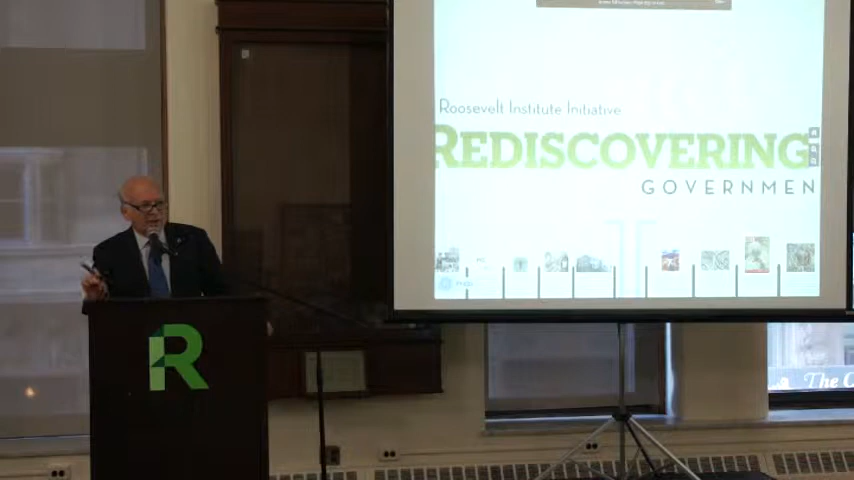 Roosevelt Institute Initiative
REDISCOVERING
GOVERNMEN
R
The C